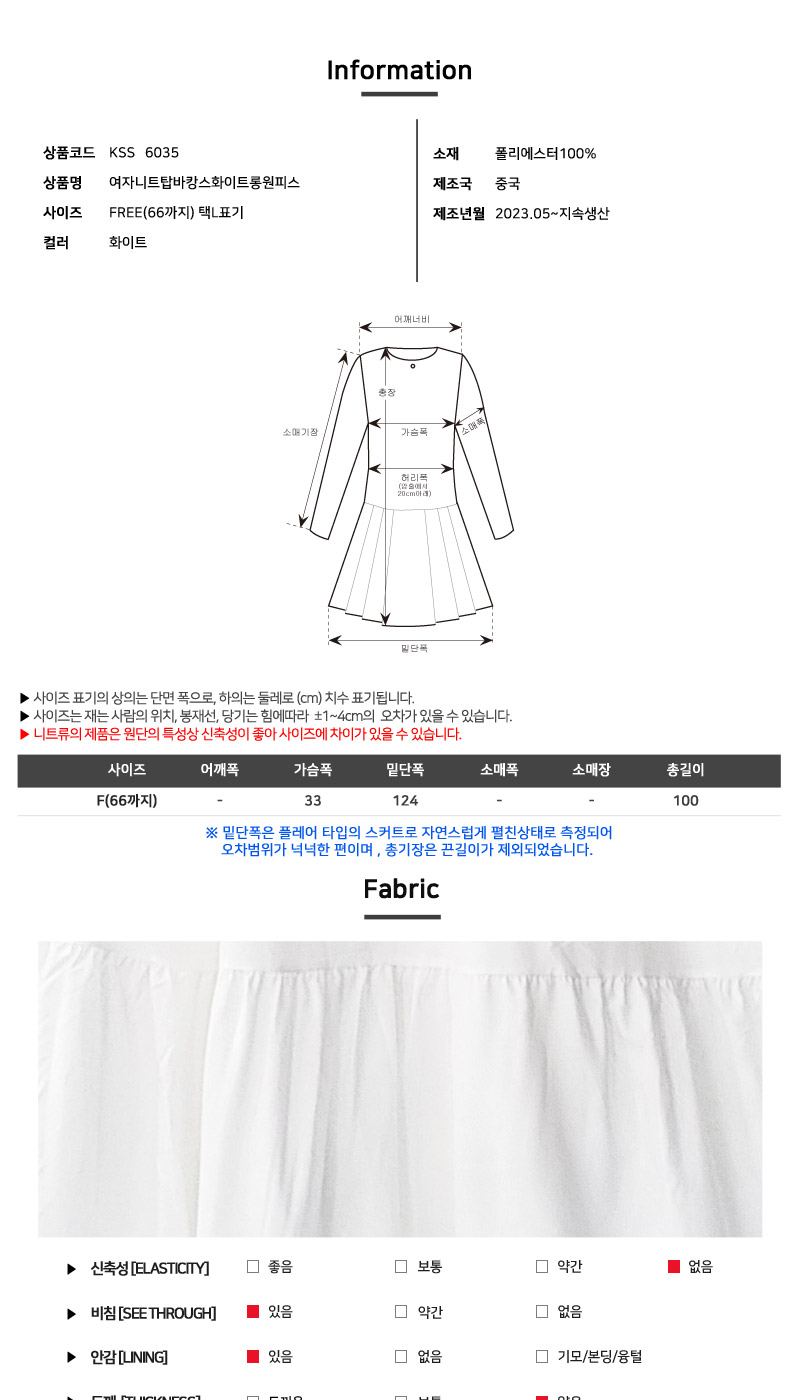 Information
상품코드 KSS 6035
상품명 여자니트탑바캉스화이트롱원피스
사이즈 FREE(66까지) 택L표기
컬러 화이트
소재 폴리에스터100%
제조국 중국
제조년월 2023.05~지속생산
어깨너비
총장
소매기장
가슴폭
소매폭
허리폭
(암홀에서
20cm아래)
밑단폭
▶ 사이즈 표기의 상의는 단면 폭으로, 하의는 둘레로 (cm) 치수 표기됩니다.
▶ 사이즈는 재는 사람의 위치, 봉재선, 당기는 힘에따라 ±1~4cm의 오차가 있을 수 있습니다.
▶ 니트류의 제품은 원단의 특성상 신축성이 좋아 사이즈에 차이가 있을 수 있습니다.
사이즈 어깨폭 가슴폭 밑단폭 소매폭 소매장 총길이
F(66까지) - 33 124 - - 100
※ 밑단폭은 플레어 타입의 스커트로 자연스럽게 펼친상태로 측정되어
오차범위가 넉넉한 편이며 , 총기장은 끈길이가 제외되었습니다.
Fabric
▶ 신축성 [ELASTICITY] 좋음 보통 약간 없음
▶ 비침 [SEE THROUGH] 있음 약간 없음
▶ 안감 [LINING] 있음 없음 기모/본딩/융털